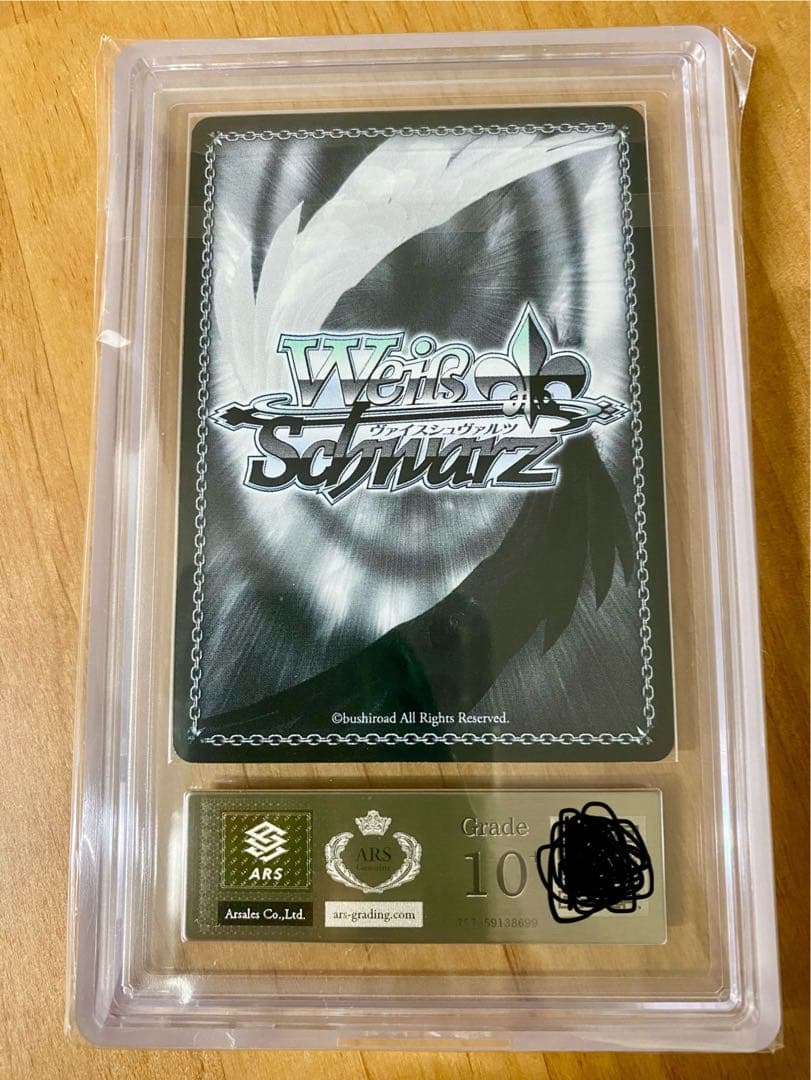 Weiß
ヴァイスシュヴァルツ
Schwarz
©bushiroad All Rights Reserved.
ARS
Arsales Co.,Ltd.
ARS
Genuine
ars-grading.com
Grade
10